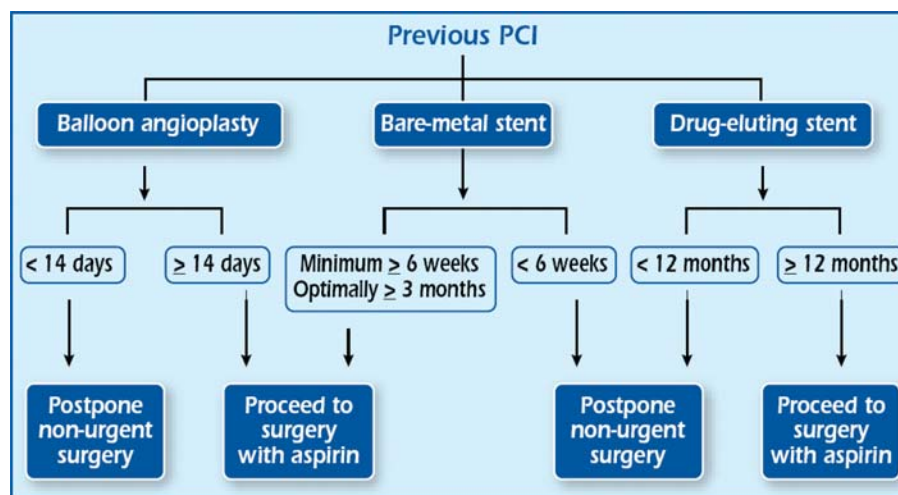 Previous PCI
Balloon angioplasty
Bare-metal stent
Drug-eluting stent
< 14 days
≥ 14 days
Minimum ≥ 6 weeks
Optimally ≥ 3 months
< 6 weeks
< 12 months
≥ 12 months
Postpone
non-urgent
surgery
Proceed to
surgery
with aspirin
Postpone
non-urgent
surgery
Proceed to
surgery
with aspirin